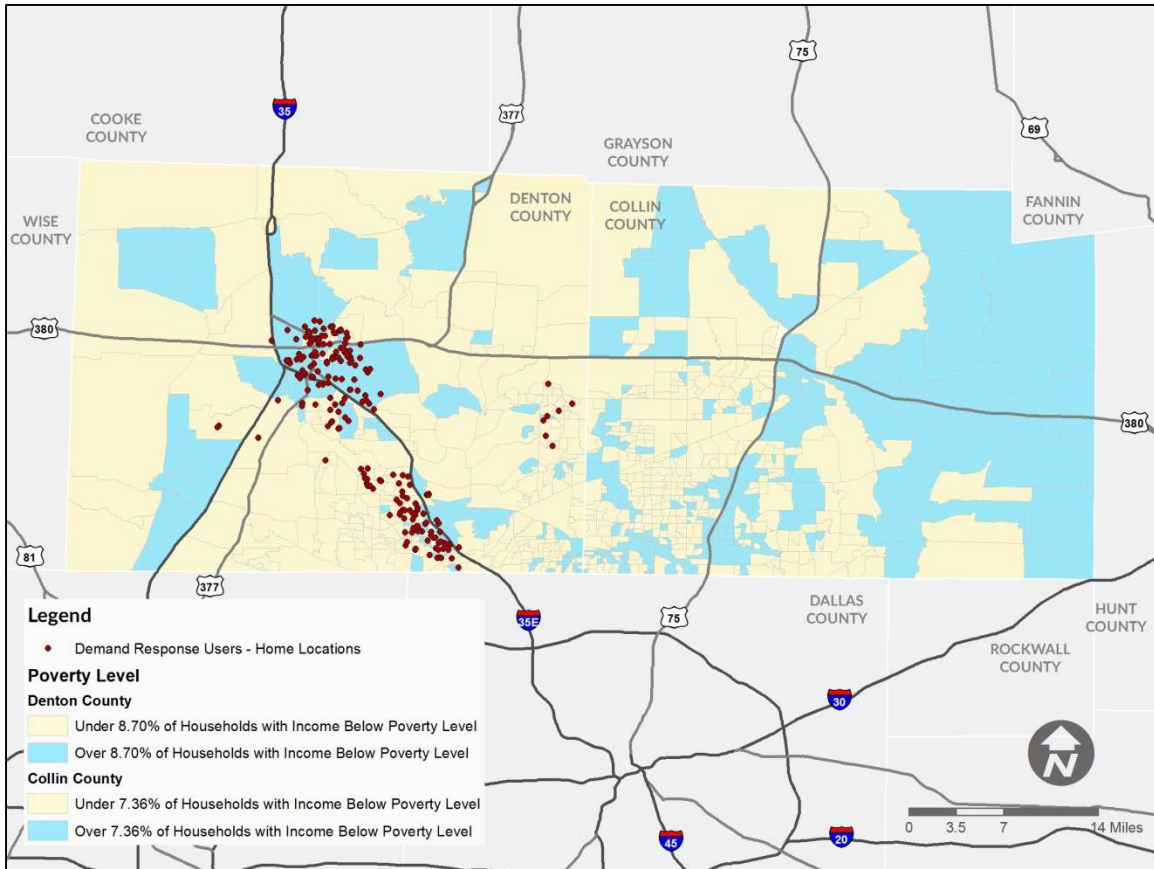 75
35
377
69
COOKE
COUNTY
GRAYSON
COUNTY
DENTON
COUNTY
COLLIN
COUNTY
FANNIN
COUNTY
WISE
COUNTY
380
380
81
377
35E
75
DALLAS
COUNTY
HUNT
COUNTY
ROCKWALL
COUNTY
30
45
20
Legend
Demand Response Users - Home Locations
Poverty Level
Denton County
Under 8.70% of Households with Income Below Poverty Level
Over 8.70% of Households with Income Below Poverty Level
Collin County
Under 7.36% of Households with Income Below Poverty Level
Over 7.36% of Households with Income Below Poverty Level
N
0 3.5 7 14 Miles